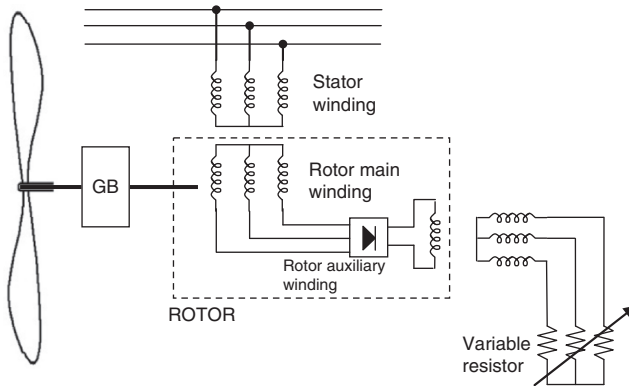 Stator
winding
GB
Rotor main
winding
Rotor auxiliary
winding
ROTOR
Variable
resistor